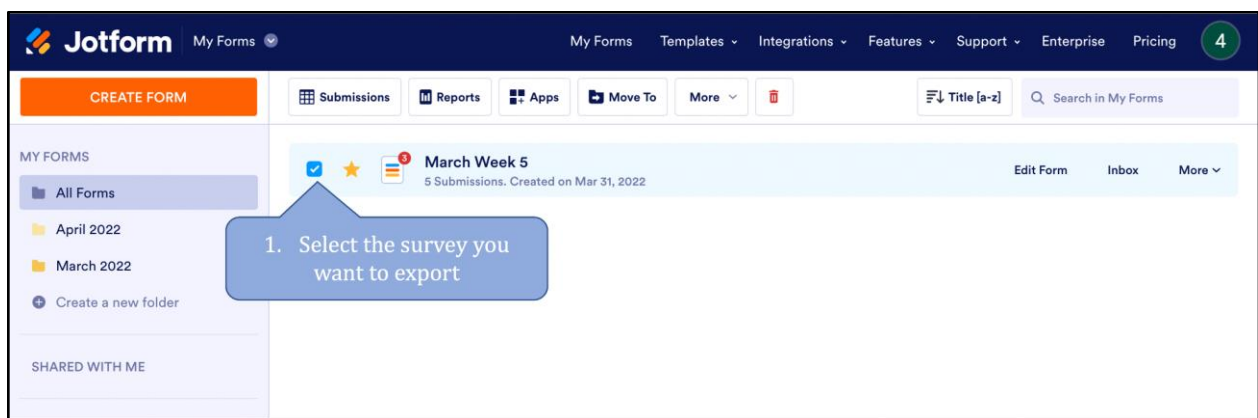 Jotform My Forms
My Forms Templates Integrations Features Support Enterprise Pricing 4
CREATE FORM
Submissions Reports Apps Move To More
Title [a-z] Search in My Forms
MY FORMS
All Forms
April 2022
March 2022
Create a new folder
SHARED WITH ME
3
March Week 5
5 Submissions. Created on Mar 31, 2022
Edit Form Inbox More
1. Select the survey you
want to export